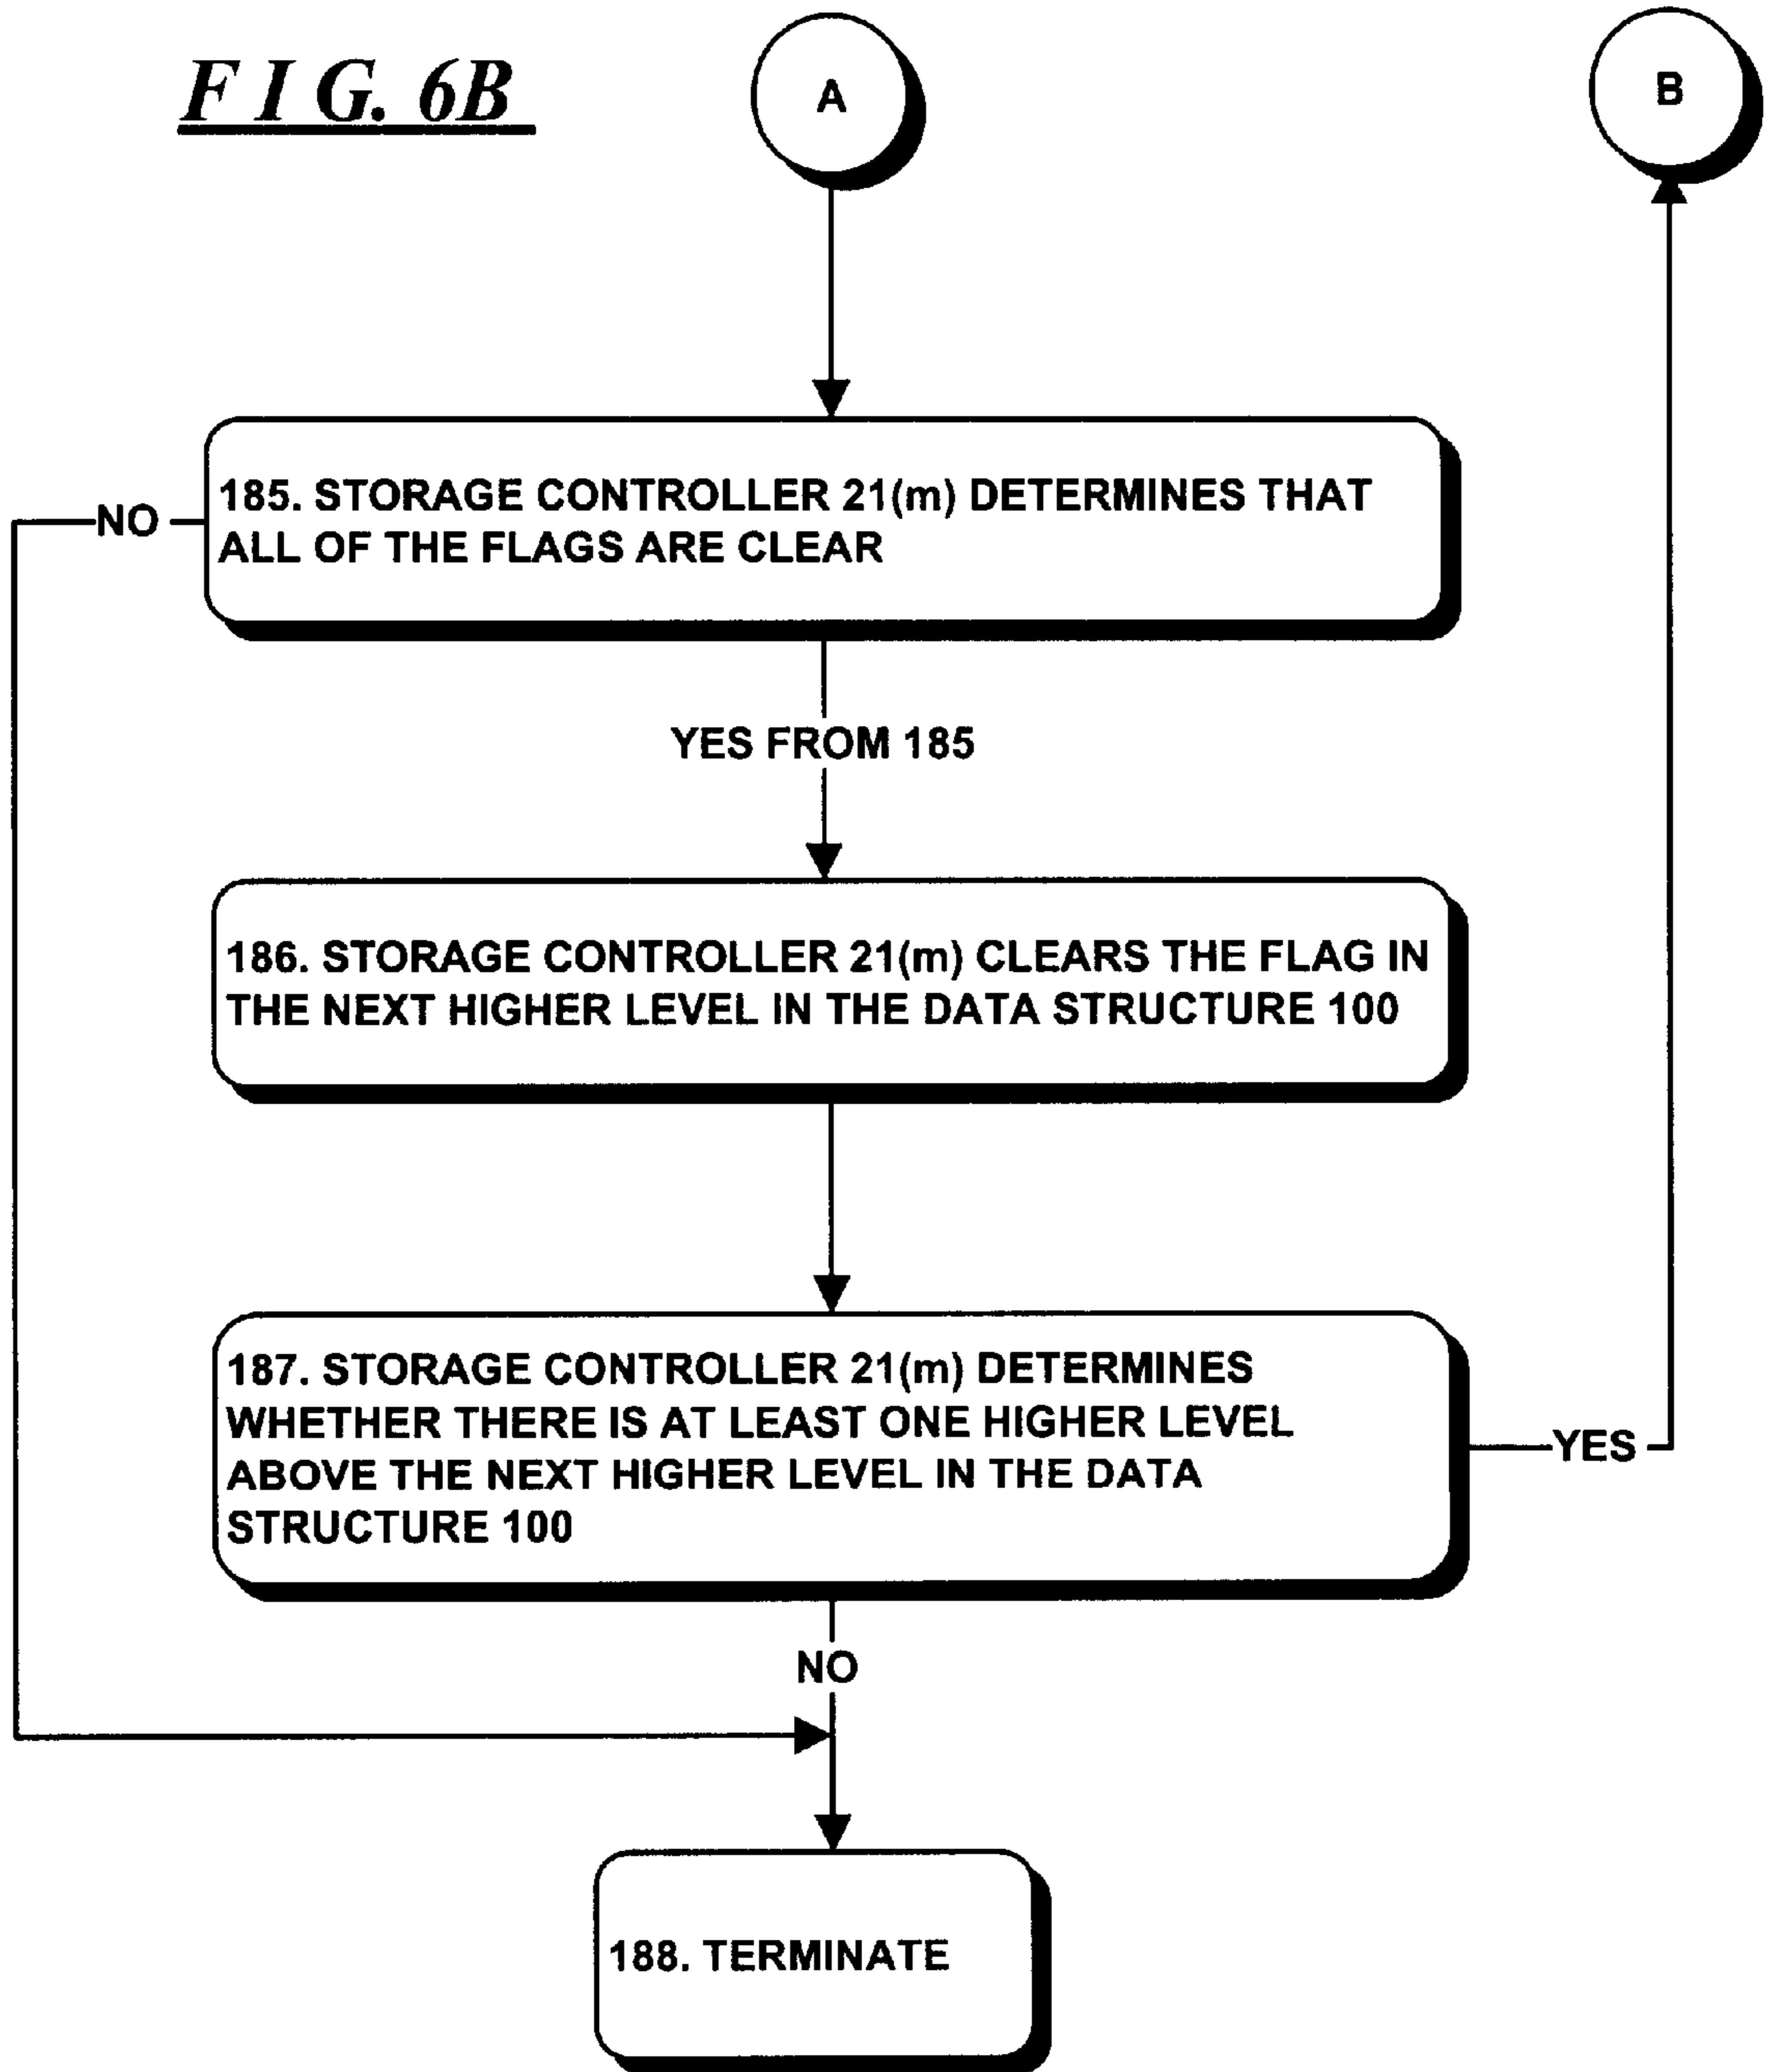 FIG. 6B
A
B
185. STORAGE CONTROLLER 21(m) DETERMINES THAT
ALL OF THE FLAGS ARE CLEAR
NO
YES FROM 185
186. STORAGE CONTROLLER 21(m) CLEARS THE FLAG IN
THE NEXT HIGHER LEVEL IN THE DATA STRUCTURE 100
187. STORAGE CONTROLLER 21(m) DETERMINES
WHETHER THERE IS AT LEAST ONE HIGHER LEVEL
ABOVE THE NEXT HIGHER LEVEL IN THE DATA
STRUCTURE 100
YES
NO
188. TERMINATE